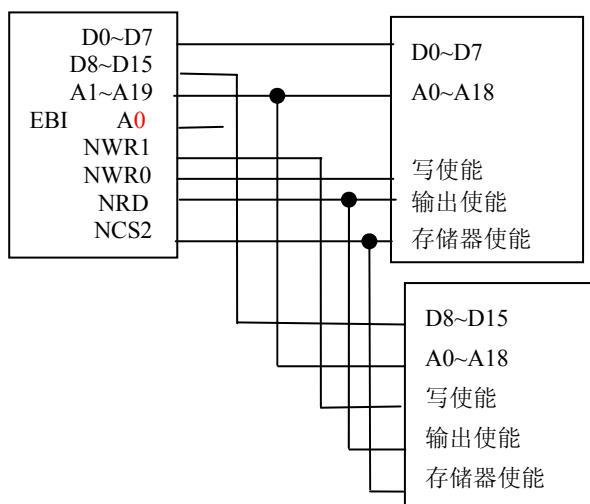 D0~D7
D8~D15
A1~A19
EBI A0
NWR1
NWR0
NRD
NCS2
D0~D7
A0~A18
写使能
输出使能
存储器使能
D8~D15
A0~A18
写使能
输出使能
存储器使能